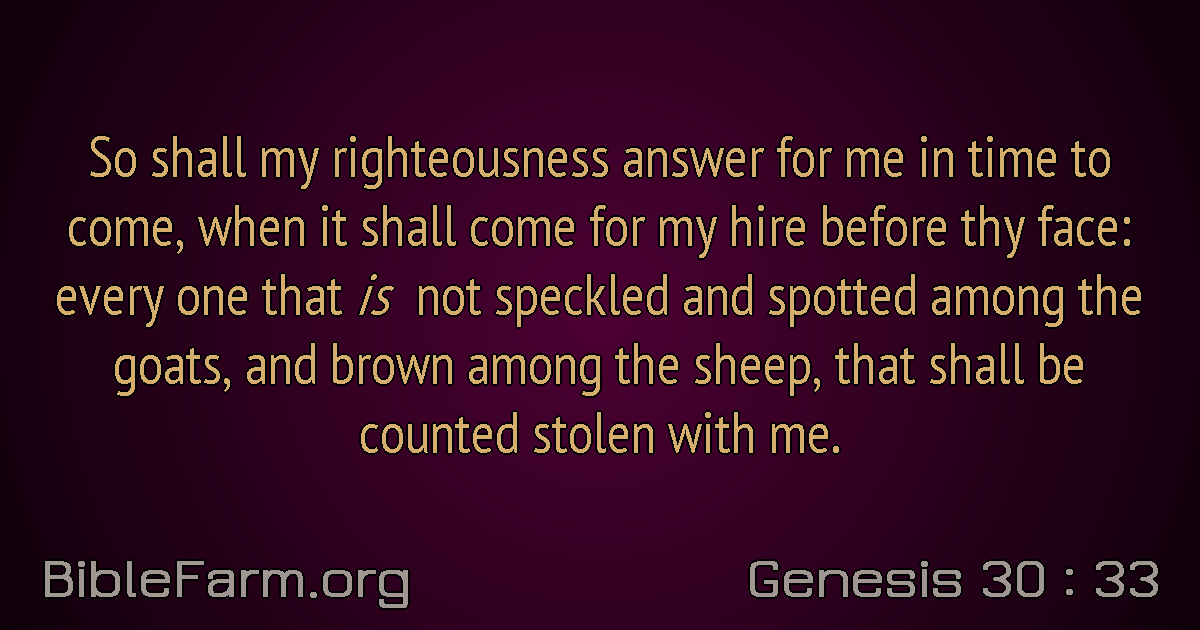 So shall my righteousness answer for me in time to
come, when it shall come for my hire before thy face:
every one that is not speckled and spotted among the
goats, and brown among the sheep, that shall be
counted stolen with me.
BibleFarm.org
Genesis 30 : 33